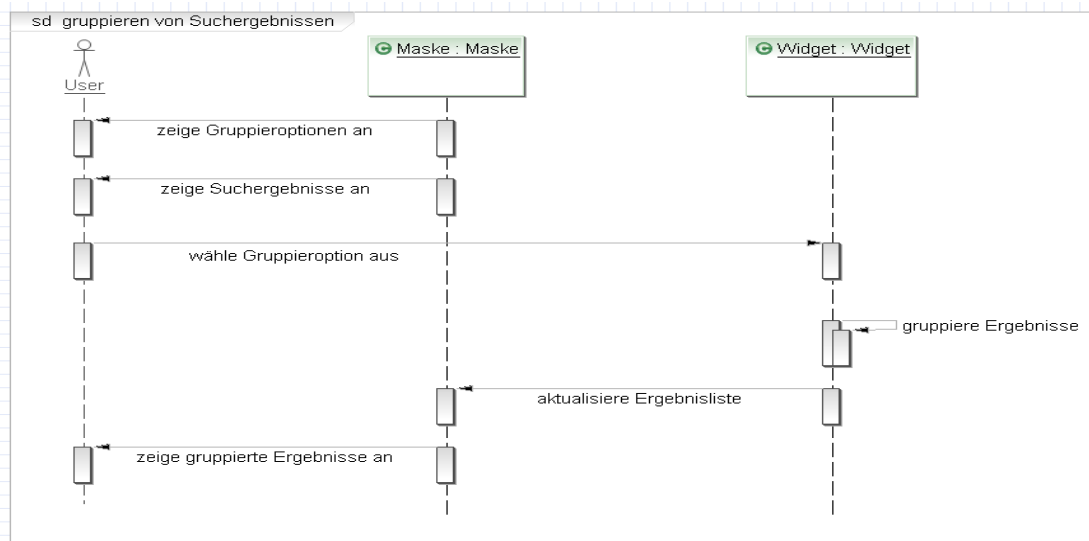 sd gruppieren von Suchergebnissen
User
C Maske : Maske
C Widget : Widget
zeige Gruppieroptionen an
zeige Suchergebnisse an
wähle Gruppieroption aus
gruppiere Ergebnisse
aktualisiere Ergebnisliste
zeige gruppierte Ergebnisse an